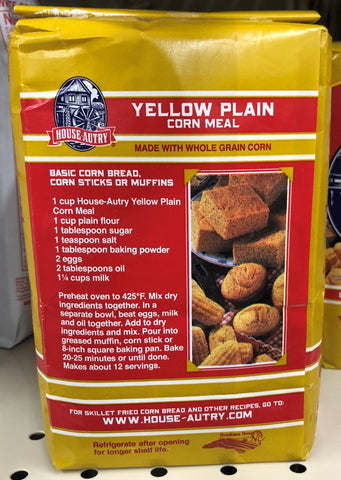 HOUSE-AUTRY
YELLOW PLAIN
CORN MEAL
MADE WITH WHOLE GRAIN CORN
BASIC CORN BREAD,
CORN STICKS OR MUFFINS
1 cup House-Autry Yellow Plain
Corn Meal
1 cup plain flour
1 tablespoon sugar
1 teaspoon salt
1 tablespoon baking powder
2 eggs
2 tablespoons oil
1¼ cups milk
Preheat oven to 425°F. Mix dry
ingredients together. In a
separate bowl, beat eggs, milk
and oil together. Add to dry
ingredients and mix. Pour into
greased muffin, corn stick or
8-inch square baking pan. Bake
20-25 minutes or until done.
Makes about 12 servings.
FOR SKILLET FRIED CORN BREAD AND OTHER RECIPES, GO TO:
WWW.HOUSE-AUTRY.COM
Refrigerate after opening
for longer shelf life.